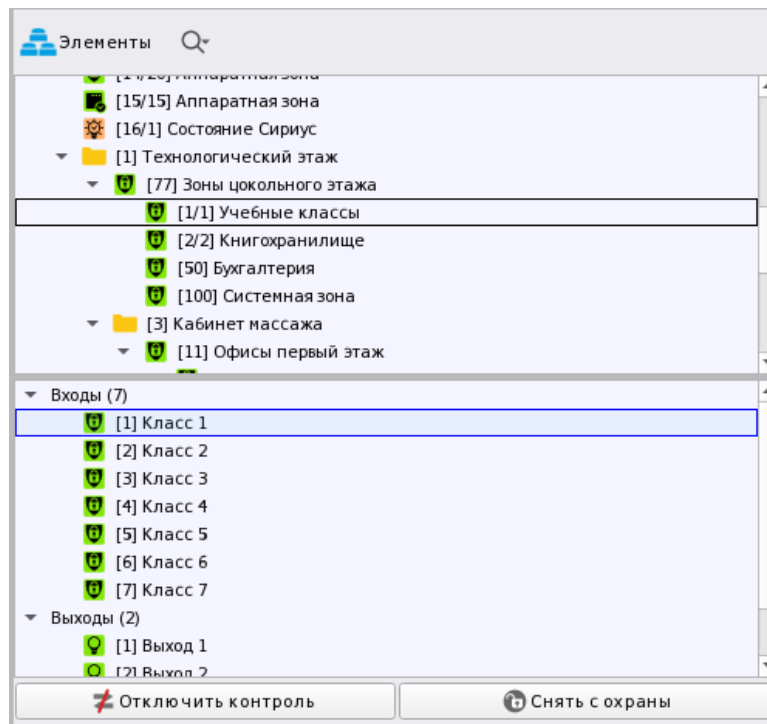 Элементы
[15/15] Аппаратная зона
[16/1] Состояние Сириус
[1] Технологический этаж
[77] Зоны цокольного этажа
[1/1] Учебные классы
[2/2] Книгохранилище
[50] Бухгалтерия
[100] Системная зона
[3] Кабинет массажа
[11] Офисы первый этаж
Входы (7)
[1] Класс 1
[2] Класс 2
[3] Класс 3
[4] Класс 4
[5] Класс 5
[6] Класс 6
[7] Класс 7
Выходы (2)
[1] Выход 1
[2] Выход 2
Отключить контроль
Снять с охраны